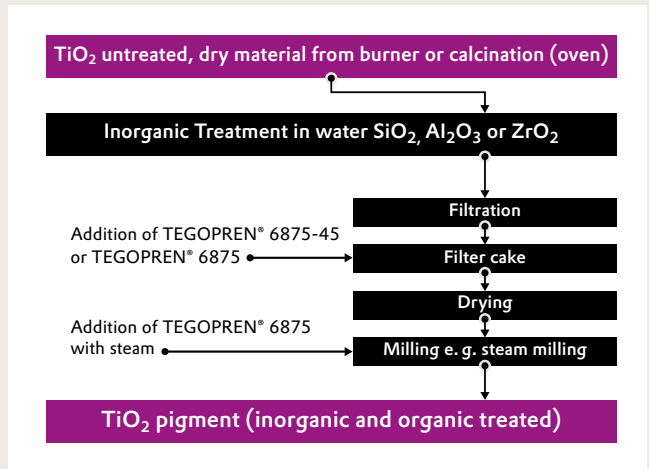 TiO₂ untreated, dry material from burner or calcination (oven)
Inorganic Treatment in water SiO₂, Al₂O₃ or ZrO₂
Filtration
Addition of TEGOPREN® 6875-45
or TEGOPREN® 6875
Filter cake
Drying
Addition of TEGOPREN® 6875
with steam
Milling e. g. steam milling
TiO₂ pigment (inorganic and organic treated)